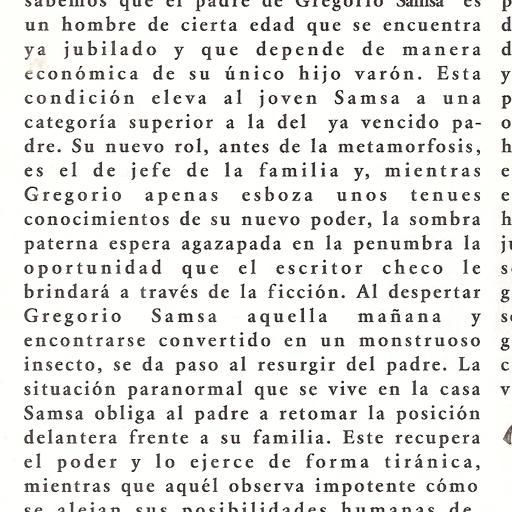 sabemos que el padre de Gregorio Samsa es
un hombre de cierta edad que se encuentra
ya jubilado y que depende de manera
económica de su único hijo varón. Esta
condición eleva al joven Samsa a una
categoría superior a la del ya vencido pa-
dre. Su nuevo rol, antes de la metamorfosis,
es el de jefe de la familia y, mientras
Gregorio apenas esboza unos tenues
conocimientos de su nuevo poder, la sombra
paterna espera agazapada en la penumbra la
oportunidad que el escritor checo le
brindará a través de la ficción. Al despertar
Gregorio Samsa aquella mañana y
encontrarse convertido en un monstruoso
insecto, se da paso al resurgir del padre. La
situación paranormal que se vive en la casa
Samsa obliga al padre a retomar la posición
delantera frente a su familia. Este recupera
el poder y lo ejerce de forma tiránica,
mientras que aquél observa impotente cómo
se alejan sus posibilidades humanas de